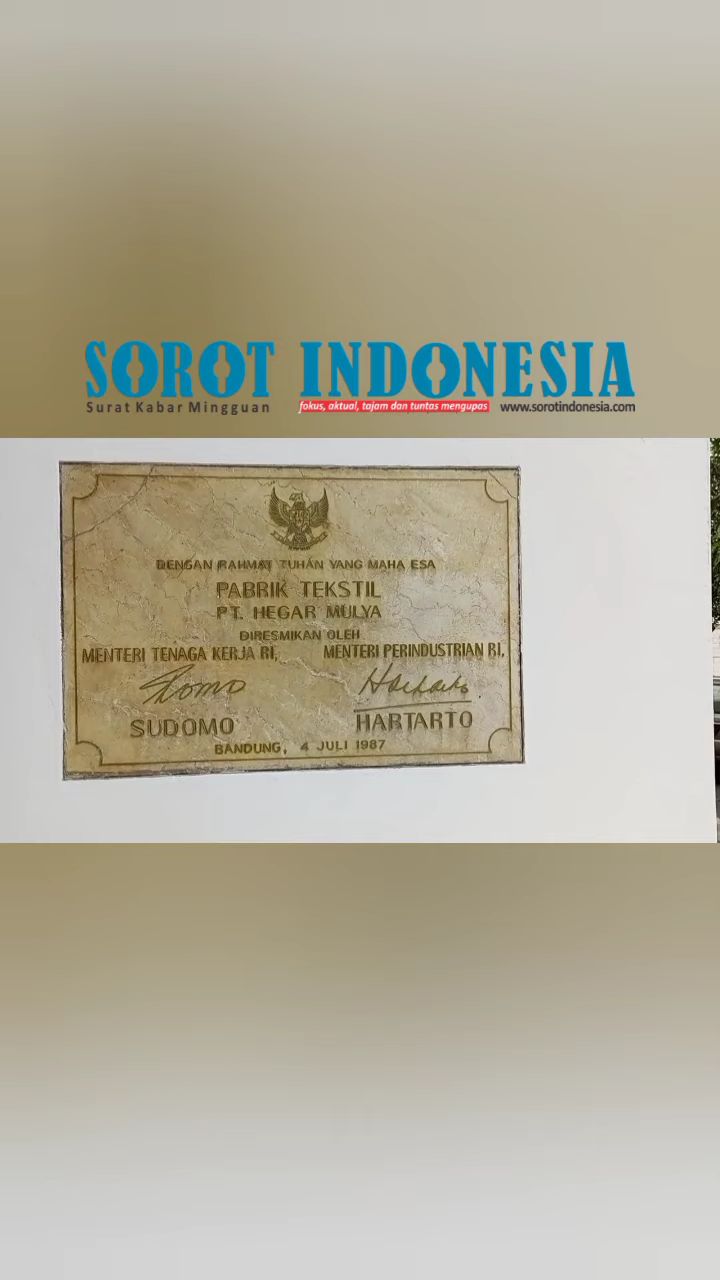 SOROT INDONESIA
Surat Kabar Mingguan fokus, aktual, tajam dan tuntas mengupas www.sorotindonesia.com
DENGAN RAHMAT TUHAN YANG MAHA ESA
PABRIK TEKSTIL
PT. HEGAR MULYA
DIRESMIKAN OLEH
MENTERI TENAGA KERJA RI, MENTERI PERINDUSTRIAN RI,
Sdomo Hartarto
SUDOMO HARTARTO
BANDUNG, 4 JULI 1987